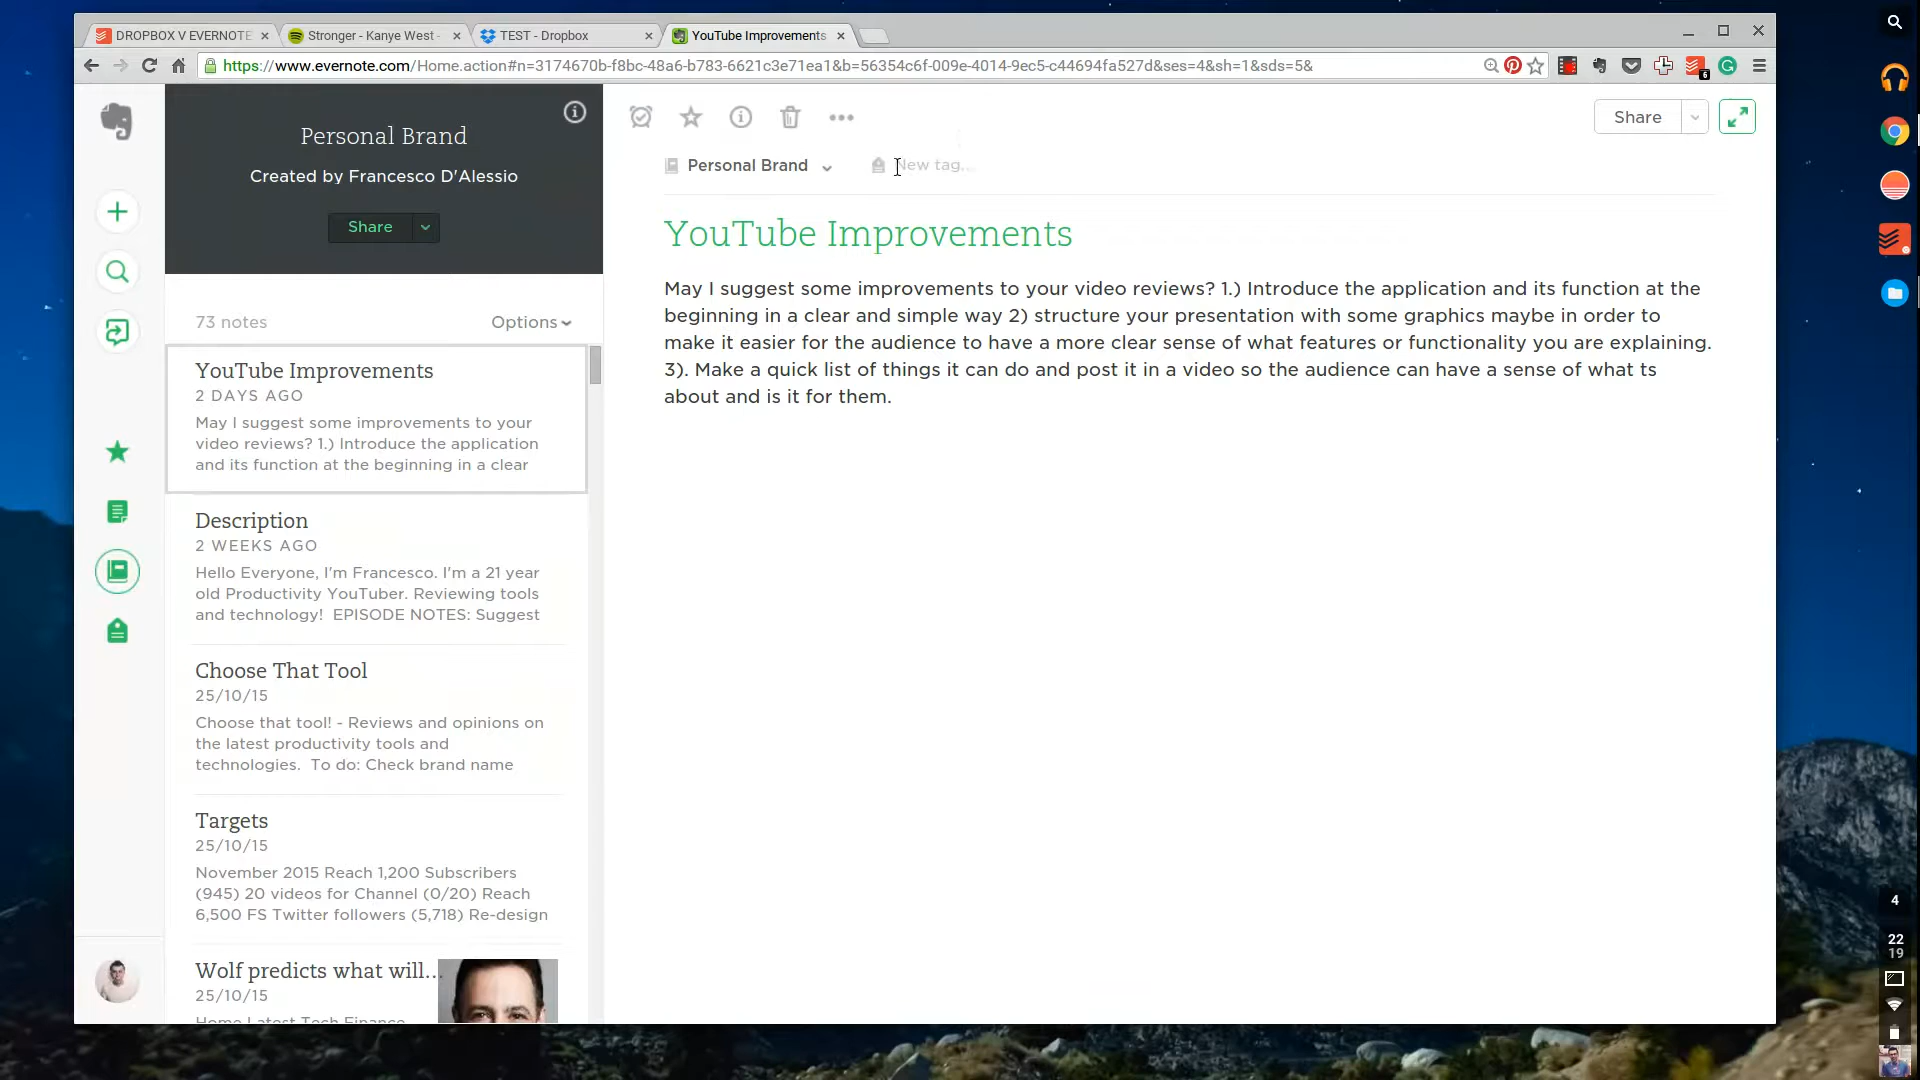 DROPBOX V EVERNOTE
Stronger - Kanye West -
TEST - Dropbox
YouTube Improvements
https://www.evernote.com/Home.action#n=3174670b-f8bc-48a6-b783-6621c3e71ea1&b=56354c6f-009e-4014-9ec5-c44694fa527d&ses=4&sh=1&sds=5&
6
Personal Brand
Created by Francesco D'Alessio
Share
73 notes
Options
YouTube Improvements
2 DAYS AGO
May I suggest some improvements to your
video reviews? 1.) Introduce the application
and its function at the beginning in a clear
Description
2 WEEKS AGO
Hello Everyone, I'm Francesco. I'm a 21 year
old Productivity YouTuber. Reviewing tools
and technology! EPISODE NOTES: Suggest
Choose That Tool
25/10/15
Choose that tool! - Reviews and opinions on
the latest productivity tools and
technologies. To do: Check brand name
Targets
25/10/15
November 2015 Reach 1,200 Subscribers
(945) 20 videos for Channel (0/20) Reach
6,500 FS Twitter followers (5,718) Re-design
Wolf predicts what will...
25/10/15
Home Latest Tech Finance
Share
Personal Brand
New tag...
YouTube Improvements
May I suggest some improvements to your video reviews? 1.) Introduce the application and its function at the
beginning in a clear and simple way 2) structure your presentation with some graphics maybe in order to
make it easier for the audience to have a more clear sense of what features or functionality you are explaining.
3). Make a quick list of things it can do and post it in a video so the audience can have a sense of what ts
about and is it for them.
4
22
19